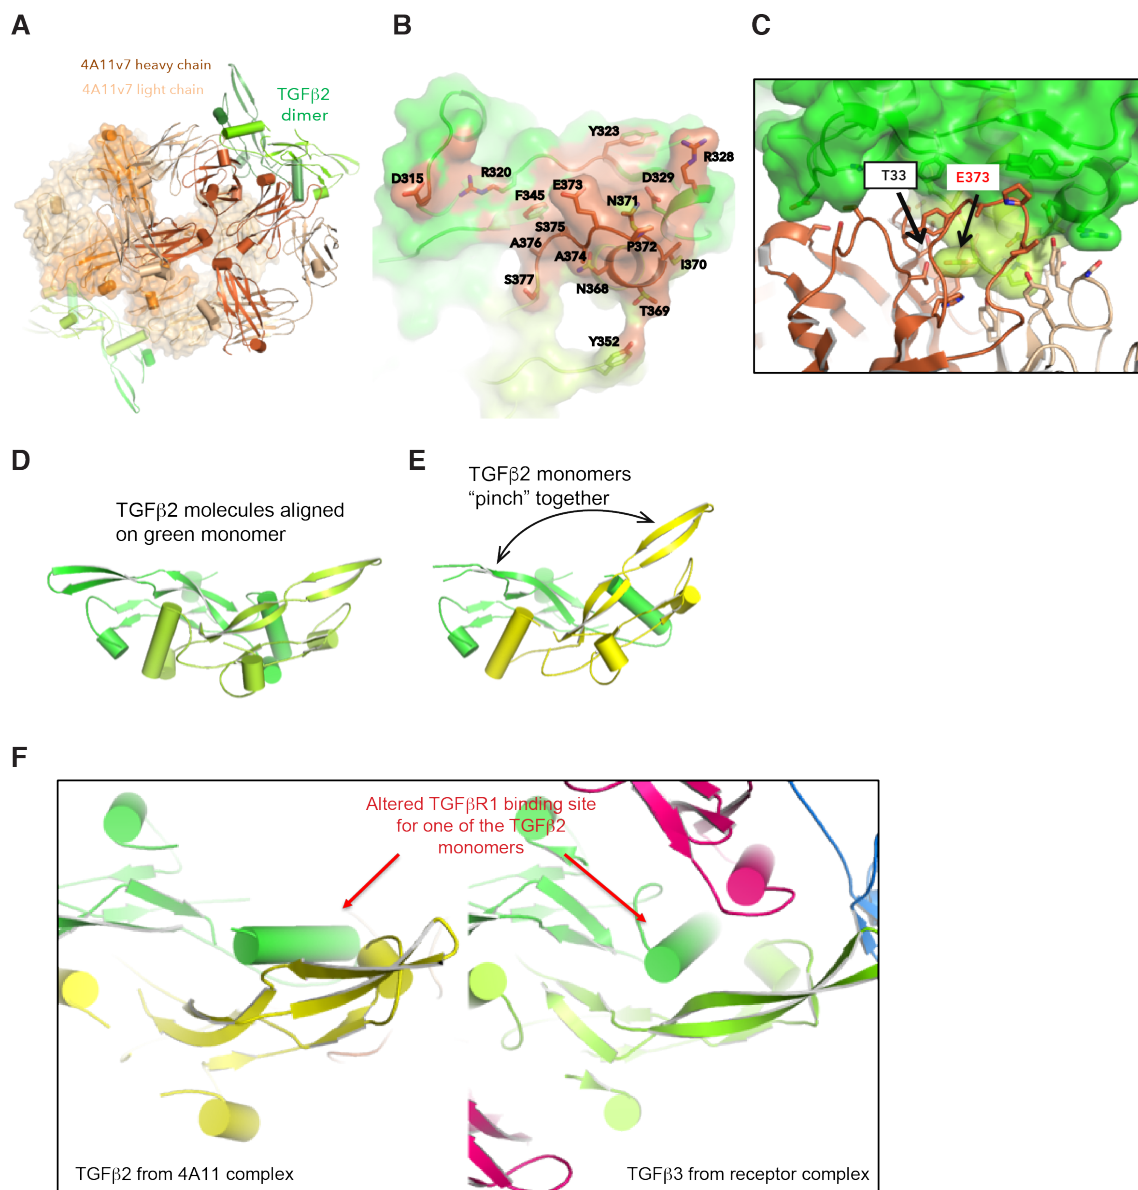 A
B
C
4A11v7 heavy chain
4A11v7 light chain
TGFβ2
dimer
Y323
R328
D315
R320
E373
D329
F345
N371
S375
A376
P372
A374
I370
S377
N368
T369
Y352
T33
E373
D
E
TGFβ2 molecules aligned
on green monomer
TGFβ2 monomers
“pinch” together
F
Altered TGFβR1 binding site
for one of the TGFβ2
monomers
TGFβ2 from 4A11 complex
TGFβ3 from receptor complex